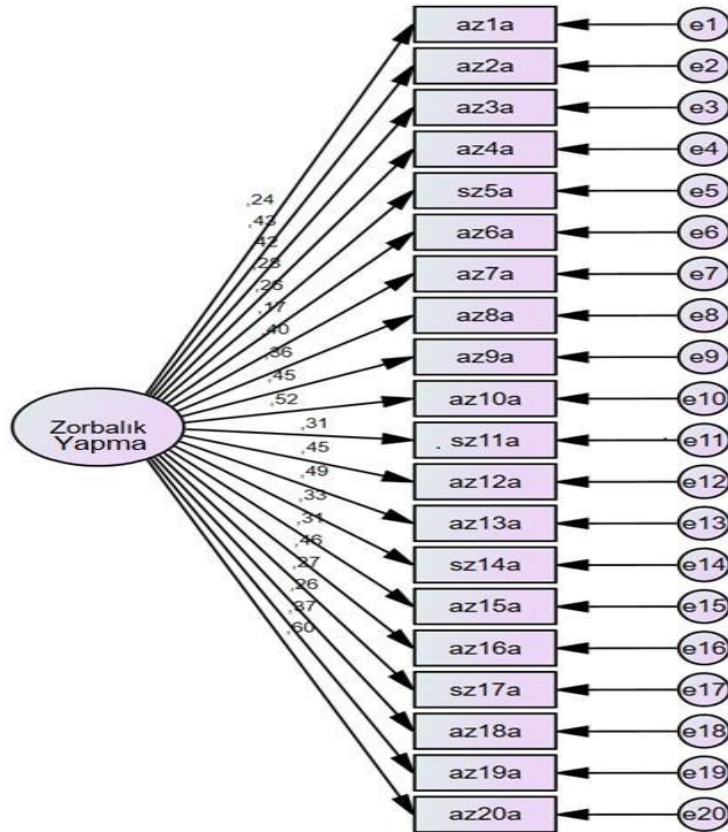 az1a e1
az2a e2
az3a e3
az4a e4
sz5a e5
,24
az6a e6
,43
,42
az7a e7
,28
,26
az8a e8
,17
,40
az9a e9
,36
,45
az10a e10
,52
Zorbalık
Yapma
,31
sz11a e11
,45
az12a e12
,49
az13a e13
,33
,31
sz14a e14
,46
,27
az15a e15
,26
,37
az16a e16
,60
sz17a e17
az18a e18
az19a e19
az20a e20